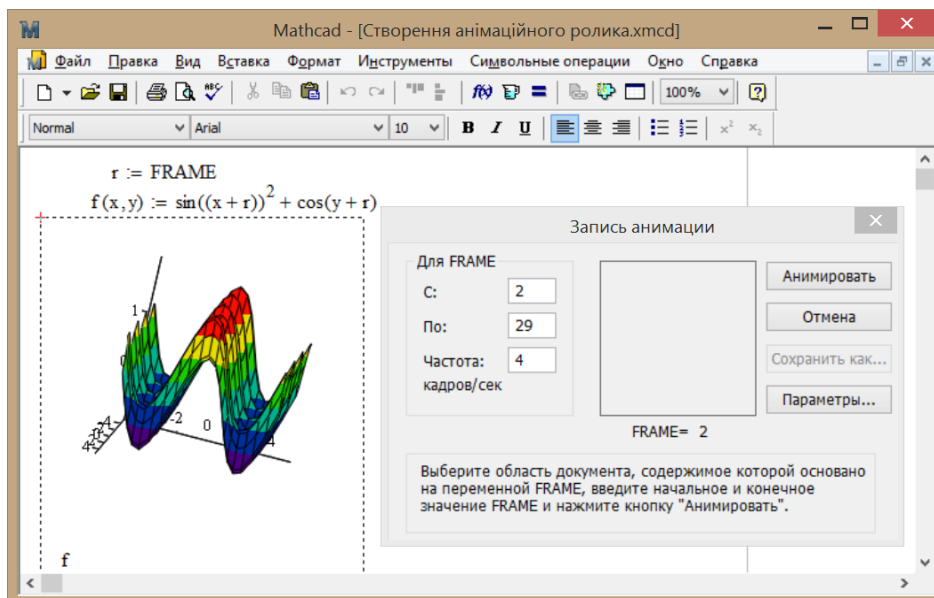 Mathcad - [Створення анімаційного ролика.xmcd]
Файл Правка Вид Вставка Формат Инструменты Символьные операции Окно Справка
100%
Normal Arial 10 B I U x² x₂
r := FRAME
f(x,y) := sin((x + r))² + cos(y + r)
Запись анимации
Для FRAME
С: 2
По: 29
Частота: 4
кадров/сек
Анимировать
Отмена
Сохранить как...
Параметры...
FRAME= 2
Выберите область документа, содержимое которой основано
на переменной FRAME, введите начальное и конечное
значение FRAME и нажмите кнопку "Анимировать".
1
-2 0
f